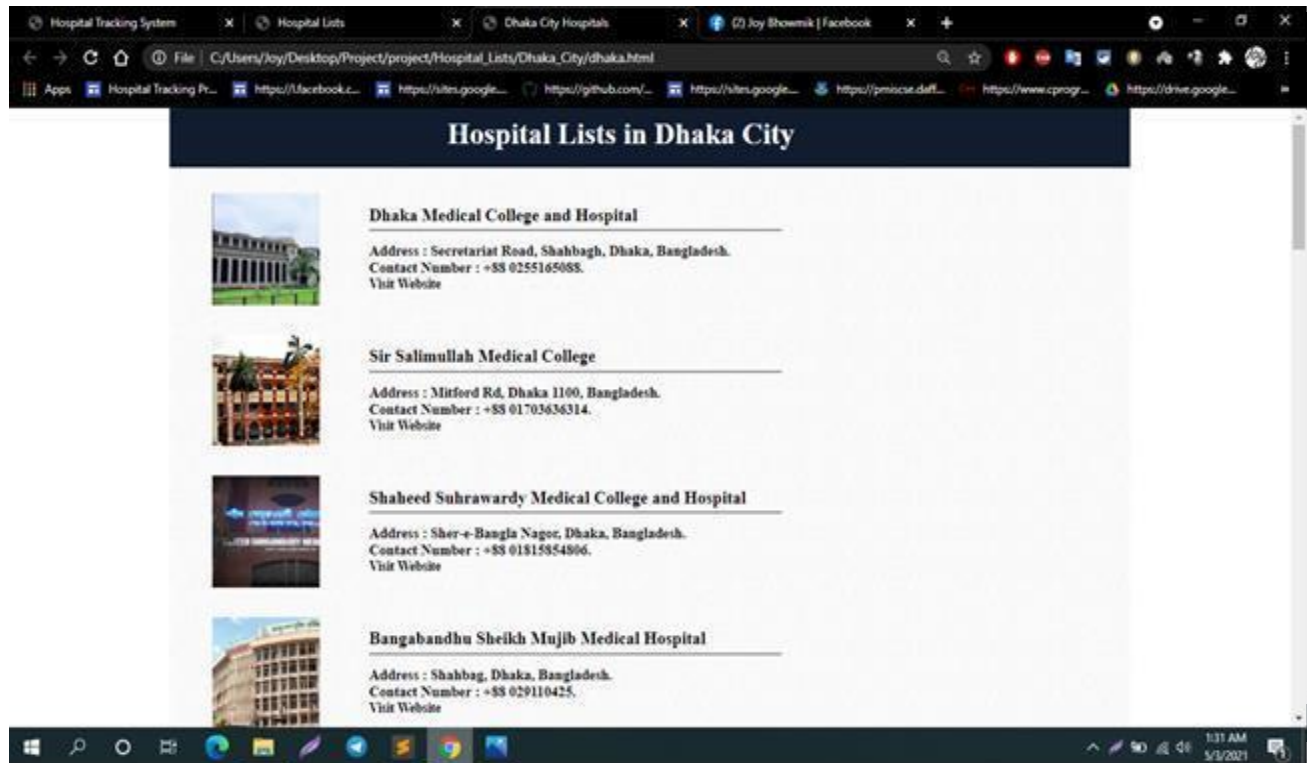 Hospital Tracking System
Hospital Lists
Dhaka City Hospitals
(2) Joy Bhowmik | Facebook
File | C:/Users/Joy/Desktop/Project/project/Hospital_Lists/Dhaka_City/dhaka.html
Apps
Hospital Tracking Pr...
https://l.facebook.c...
https://sites.google...
https://github.com/...
https://sites.google...
https://pmiscse.daff...
https://www.cprogr...
https://drive.google...
Hospital Lists in Dhaka City
Dhaka Medical College and Hospital
Address : Secretariat Road, Shahbagh, Dhaka, Bangladesh.
Contact Number : +88 0255165088.
Visit Website
Sir Salimullah Medical College
Address : Mitford Rd, Dhaka 1100, Bangladesh.
Contact Number : +88 01703636314.
Visit Website
Shaheed Suhrawardy Medical College and Hospital
Address : Sher-e-Bangla Nagor, Dhaka, Bangladesh.
Contact Number : +88 01815854806.
Visit Website
Bangabandhu Sheikh Mujib Medical Hospital
Address : Shahbag, Dhaka, Bangladesh.
Contact Number : +88 029110425.
Visit Website
1:31 AM
5/3/2021